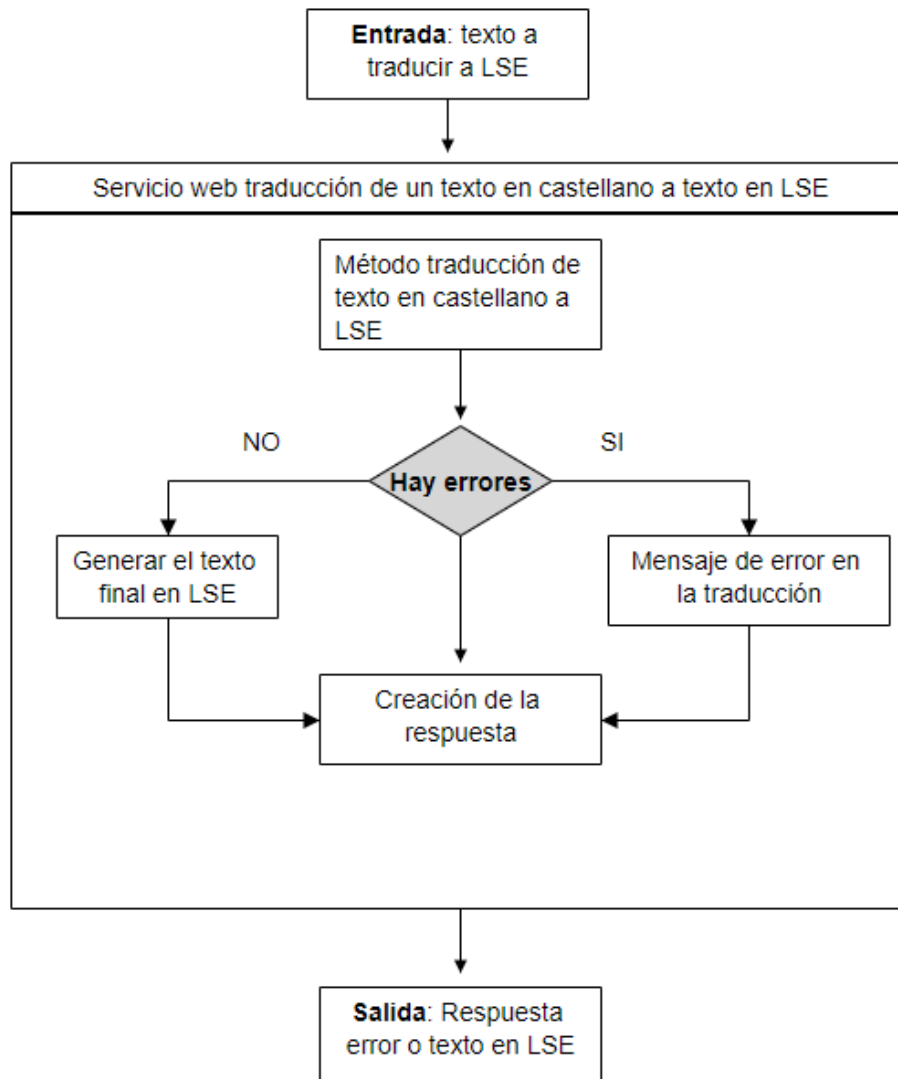 Entrada: texto a
traducir a LSE
Servicio web traducción de un texto en castellano a texto en LSE
Método traducción de
texto en castellano a
LSE
NO
SI
Hay errores
Generar el texto
final en LSE
Mensaje de error en
la traducción
Creación de la
respuesta
Salida: Respuesta
error o texto en LSE